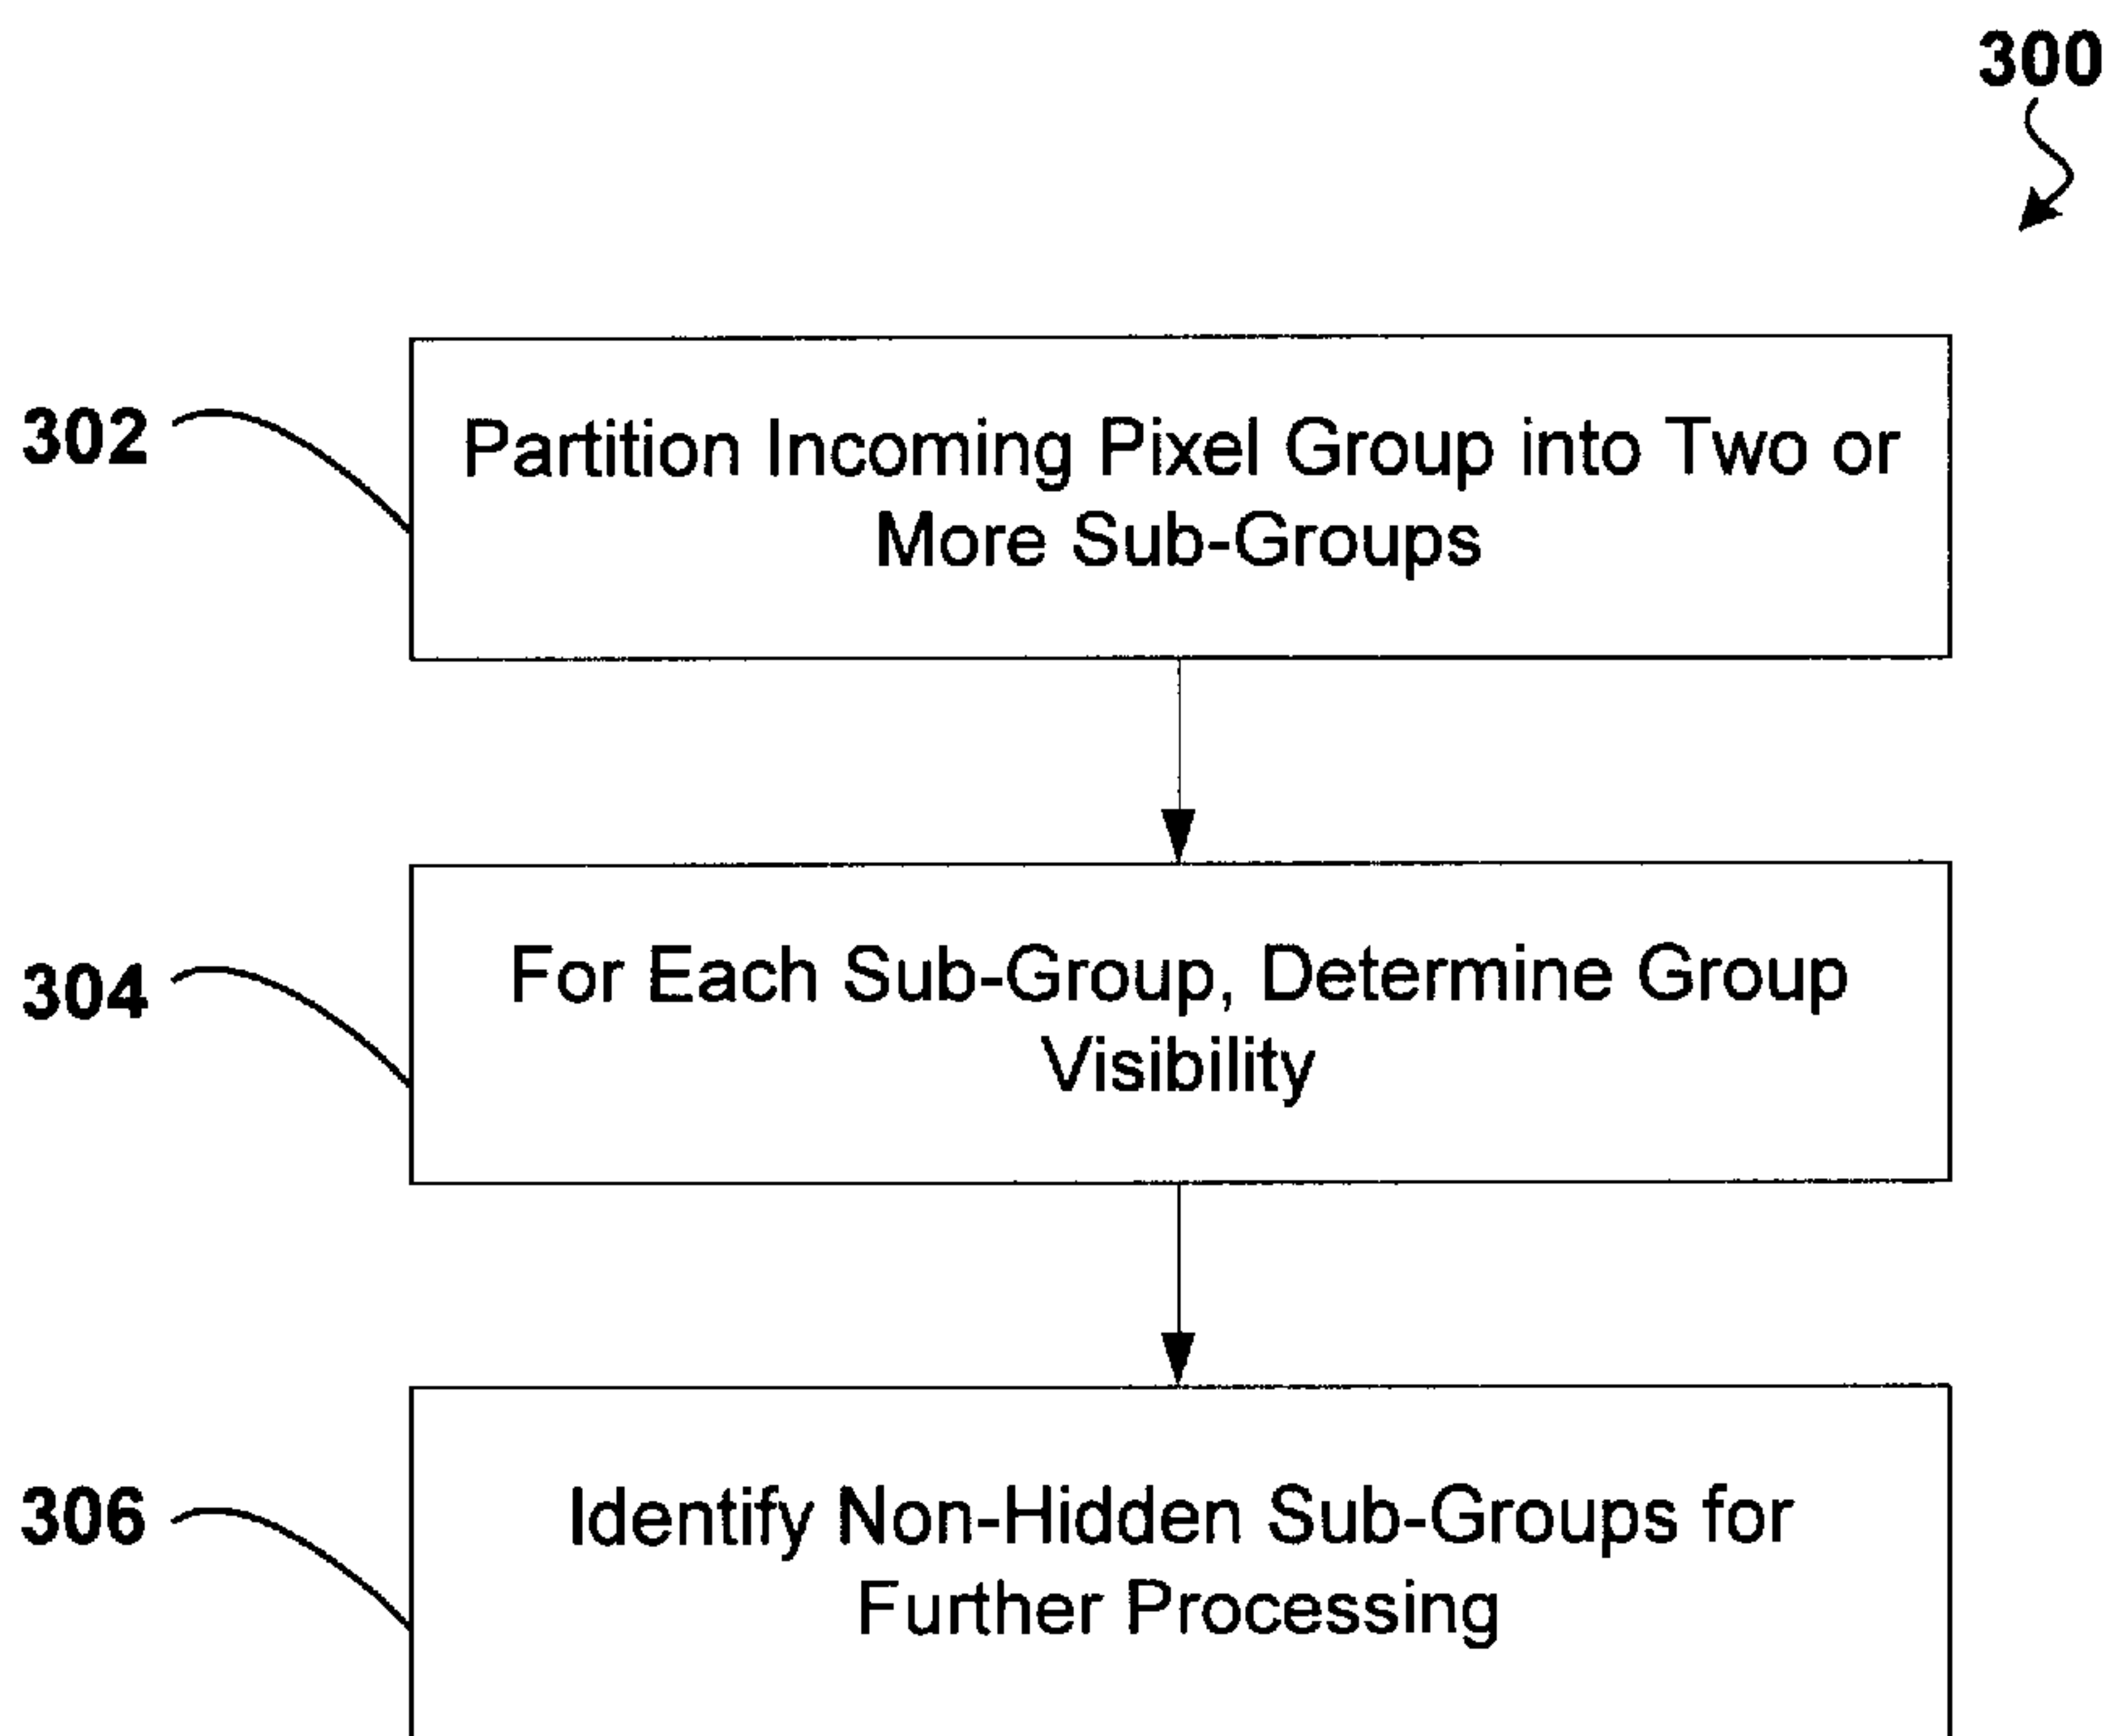 300
302
Partition Incoming Pixel Group into Two or
More Sub-Groups
304
For Each Sub-Group, Determine Group
Visibility
306
Identify Non-Hidden Sub-Groups for
Further Processing